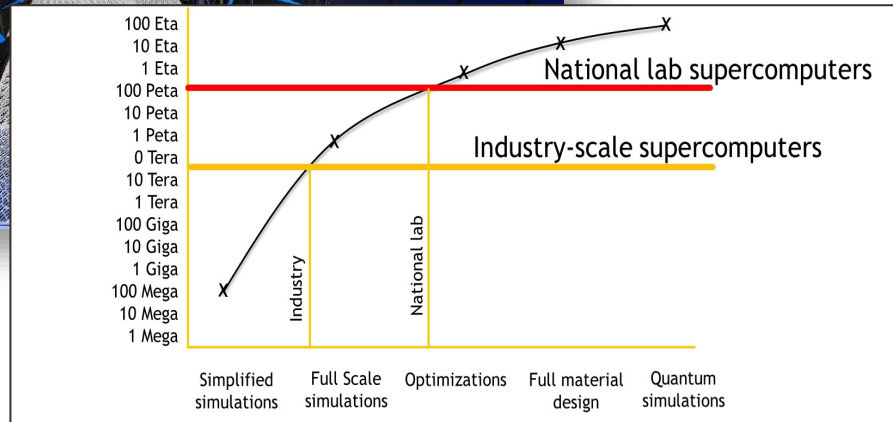 100 Eta
10 Eta
1 Eta
100 Peta
10 Peta
1 Peta
0 Tera
10 Tera
1 Tera
100 Giga
10 Giga
1 Giga
100 Mega
10 Mega
1 Mega
National lab supercomputers
Industry-scale supercomputers
Industry
National lab
Simplified
simulations
Full Scale
simulations
Optimizations
Full material
design
Quantum
simulations